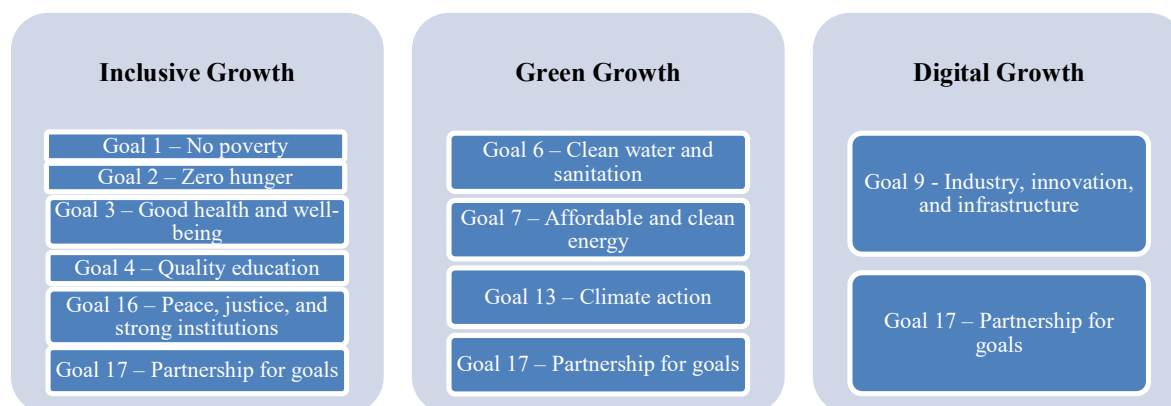 Inclusive Growth
Goal 1 – No poverty
Goal 2 – Zero hunger
Goal 3 – Good health and well-
being
Goal 4 – Quality education
Goal 16 – Peace, justice, and
strong institutions
Goal 17 – Partnership for goals
Green Growth
Goal 6 – Clean water and
sanitation
Goal 7 – Affordable and clean
energy
Goal 13 – Climate action
Goal 17 – Partnership for goals
Digital Growth
Goal 9 - Industry, innovation,
and infrastructure
Goal 17 – Partnership for
goals